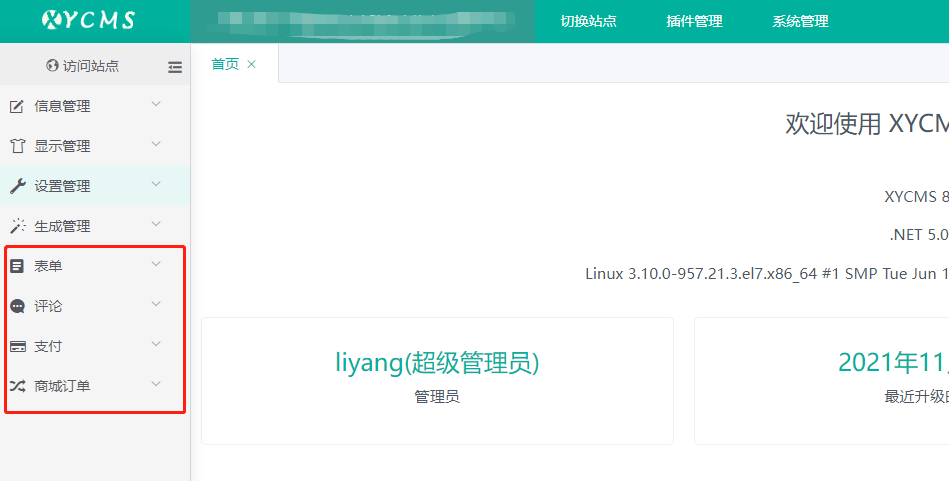 XYCMS
切换站点
插件管理
系统管理
访问站点
首页
信息管理
显示管理
设置管理
生成管理
表单
评论
支付
商城订单
欢迎使用 XYCM
XYCMS 8
.NET 5.0
Linux 3.10.0-957.21.3.el7.x86_64 #1 SMP Tue Jun 1
liyang(超级管理员)
管理员
2021年11
最近升级